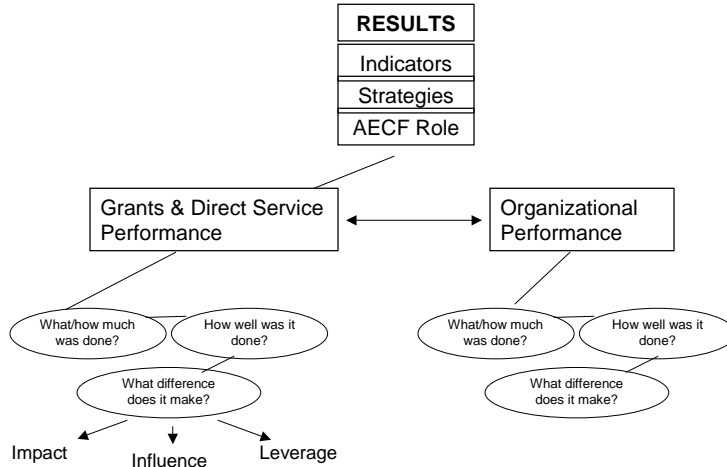 RESULTS
Indicators
Strategies
AECF Role
Grants & Direct Service
Performance
Organizational
Performance
What/how much
was done?
How well was it
done?
What difference
does it make?
What/how much
was done?
How well was it
done?
What difference
does it make?
Impact
Influence
Leverage